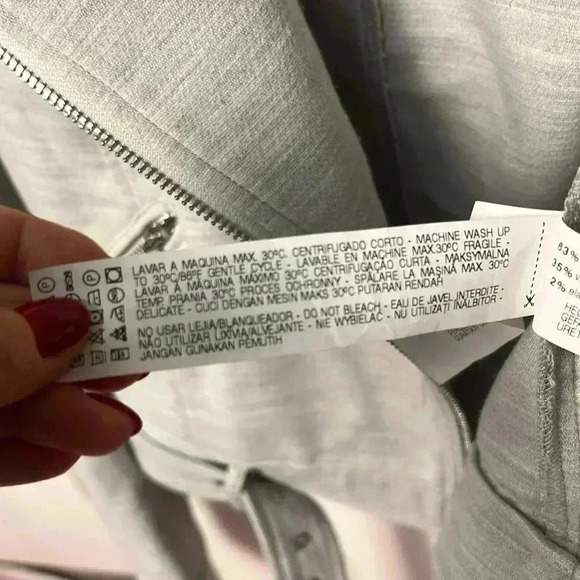 LAVAR A MAQUINA MAX. 30ºC. CENTRIFUGADO CORTO - MACHINE WASH UP
TO 30ºC/86ºF GENTLE CYCLE - LAVABLE EN MACHINE MAX.30ºC FRAGILE -
LAVAR À MÁQUINA MÁXIMO 30ºC CENTRIFUGAÇÃO CURTA - MAKSYMALNA
TEMP. PRANIA 30ºC PROCES OCHRONNY - SPĂLARE LA MAŞINĂ MAX 30ºC
DELICATE - CUCI DENGAN MESIN MAKS 30ºC PUTARAN RENDAH
NO USAR LEJIA/BLANQUEADOR - DO NOT BLEACH - EAU DE JAVEL INTERDITE -
NÃO UTILIZAR LIXIVIA/ALVEJANTE - NIE WYBIELAĆ - NU UTILIZAȚI INĂLBITOR -
JANGAN GUNAKAN PEMUTIH
63%
35%
2%